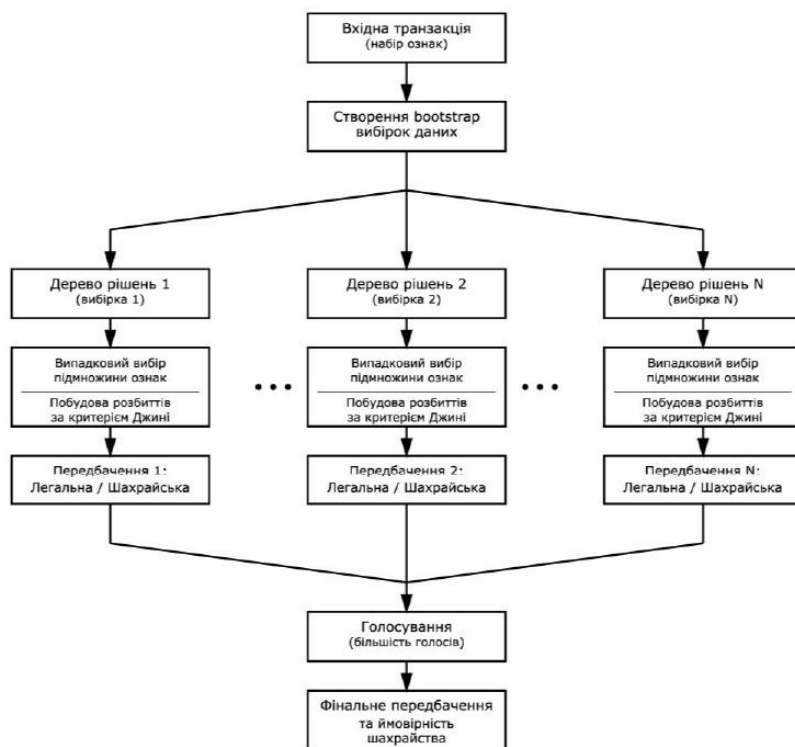 Вхідна транзакція
(набір ознак)
Створення bootstrap
вибірок даних
Дерево рішень 1
(вибірка 1)
Дерево рішень 2
(вибірка 2)
Дерево рішень N
(вибірка N)
Випадковий вибір
підмножини ознак
Побудова розбиттів
за критерієм Джині
Випадковий вибір
підмножини ознак
Побудова розбиттів
за критерієм Джині
Випадковий вибір
підмножини ознак
Побудова розбиттів
за критерієм Джині
Передбачення 1:
Легальна / Шахрайська
Передбачення 2:
Легальна / Шахрайська
Передбачення N:
Легальна / Шахрайська
Голосування
(більшість голосів)
Фінальне передбачення
та ймовірність
шахрайства